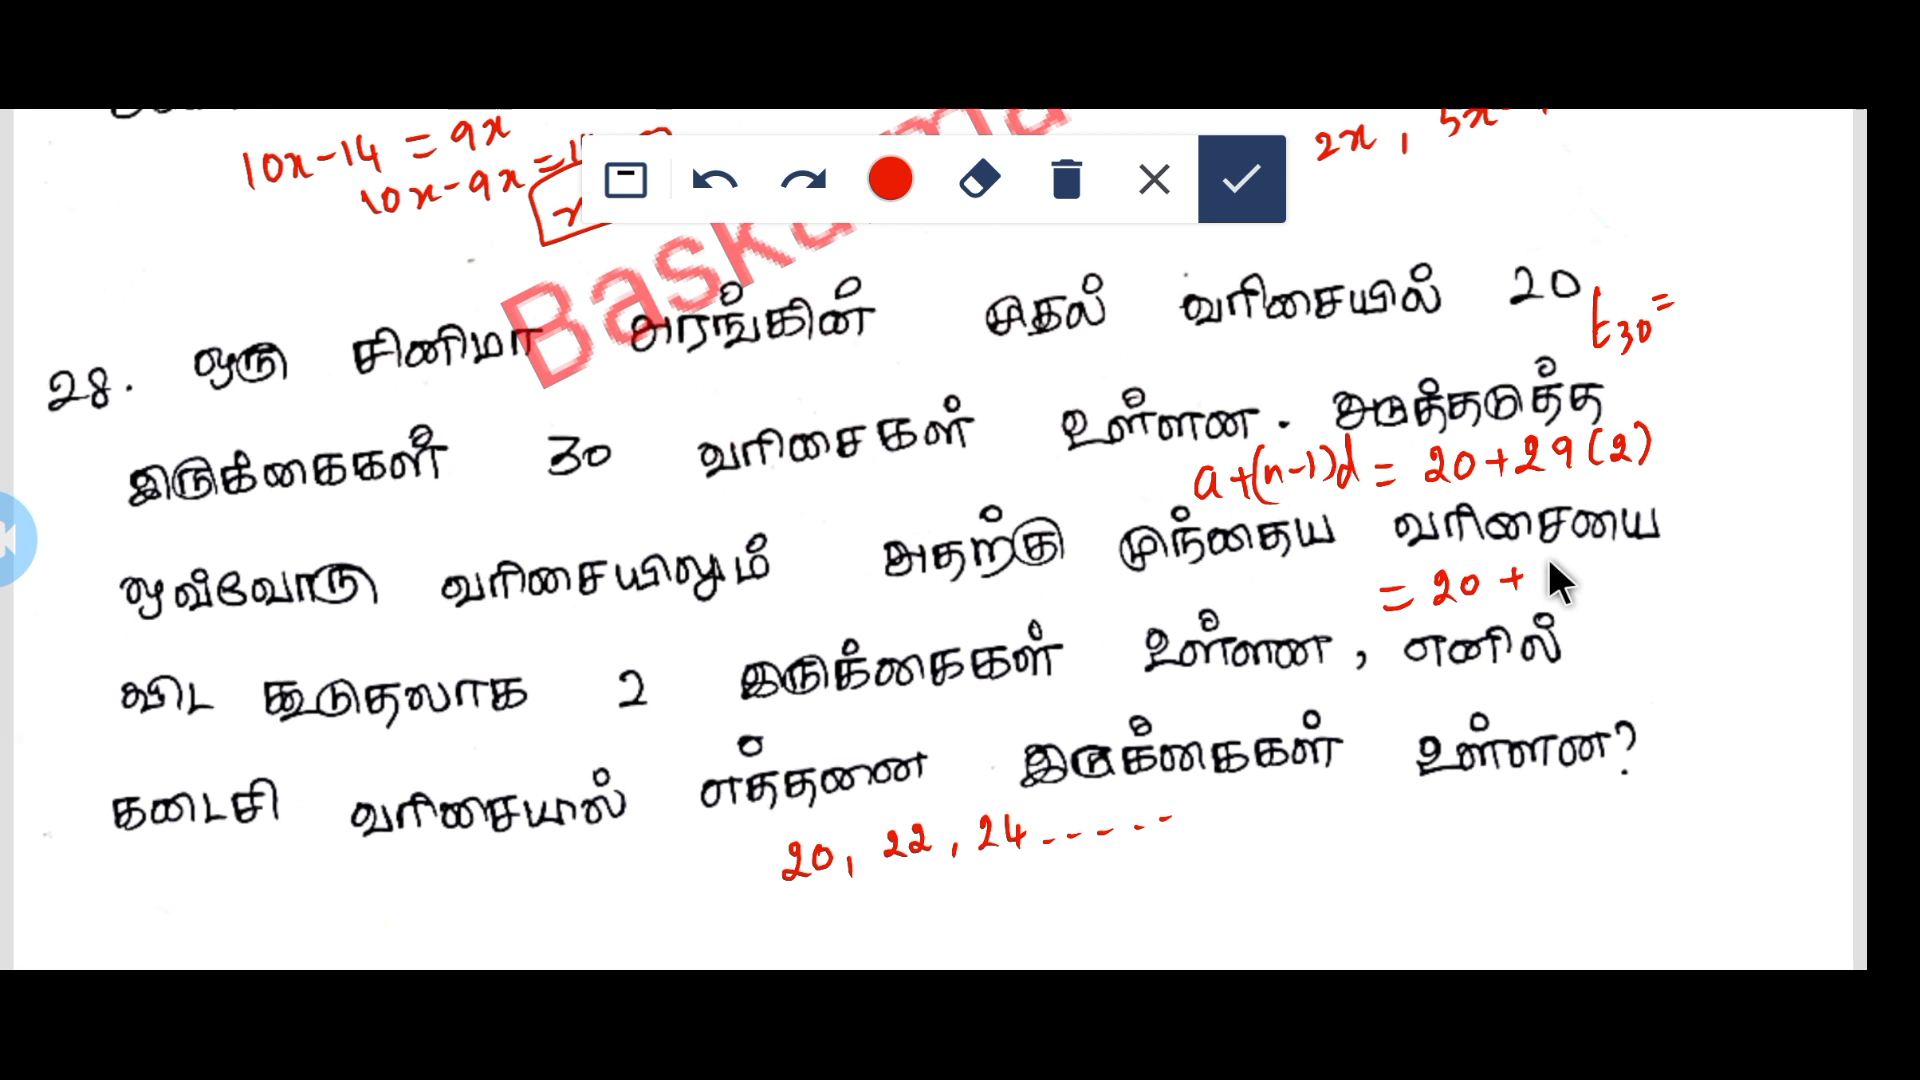 10x-14 = 9x
10x-9x=1
2x, 5x
28. ஒரு சினிமா அரங்கின் முதல் வரிசையில் 20
t30=
இருக்கைகளீ 30 வரிசைகள் உள்ளன. அடுத்தடுத்த
a+(n-1)d = 20+29(2)
ஒவ்வொரு வரிசையிலும் அதற்கு முந்தைய வரிசையை
= 20 +
விட கூடுதலாக 2 இருக்கைகள் உள்ளன, எனில்
கடைசி வரிசையில் எத்தனை இருக்கைகள் உள்ளன?
20, 22, 24-----